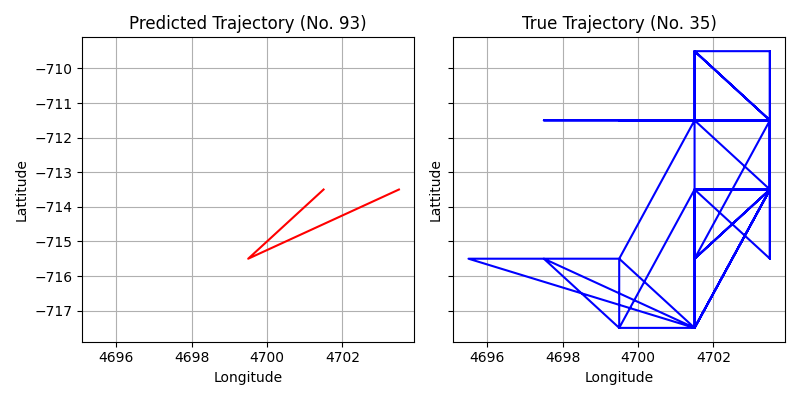 Predicted Trajectory (No. 93)
True Trajectory (No. 35)
−710
−711
−712
−713
−714
−715
−716
−717
Lattitude
Lattitude
4696 4698 4700 4702
4696 4698 4700 4702
Longitude
Longitude